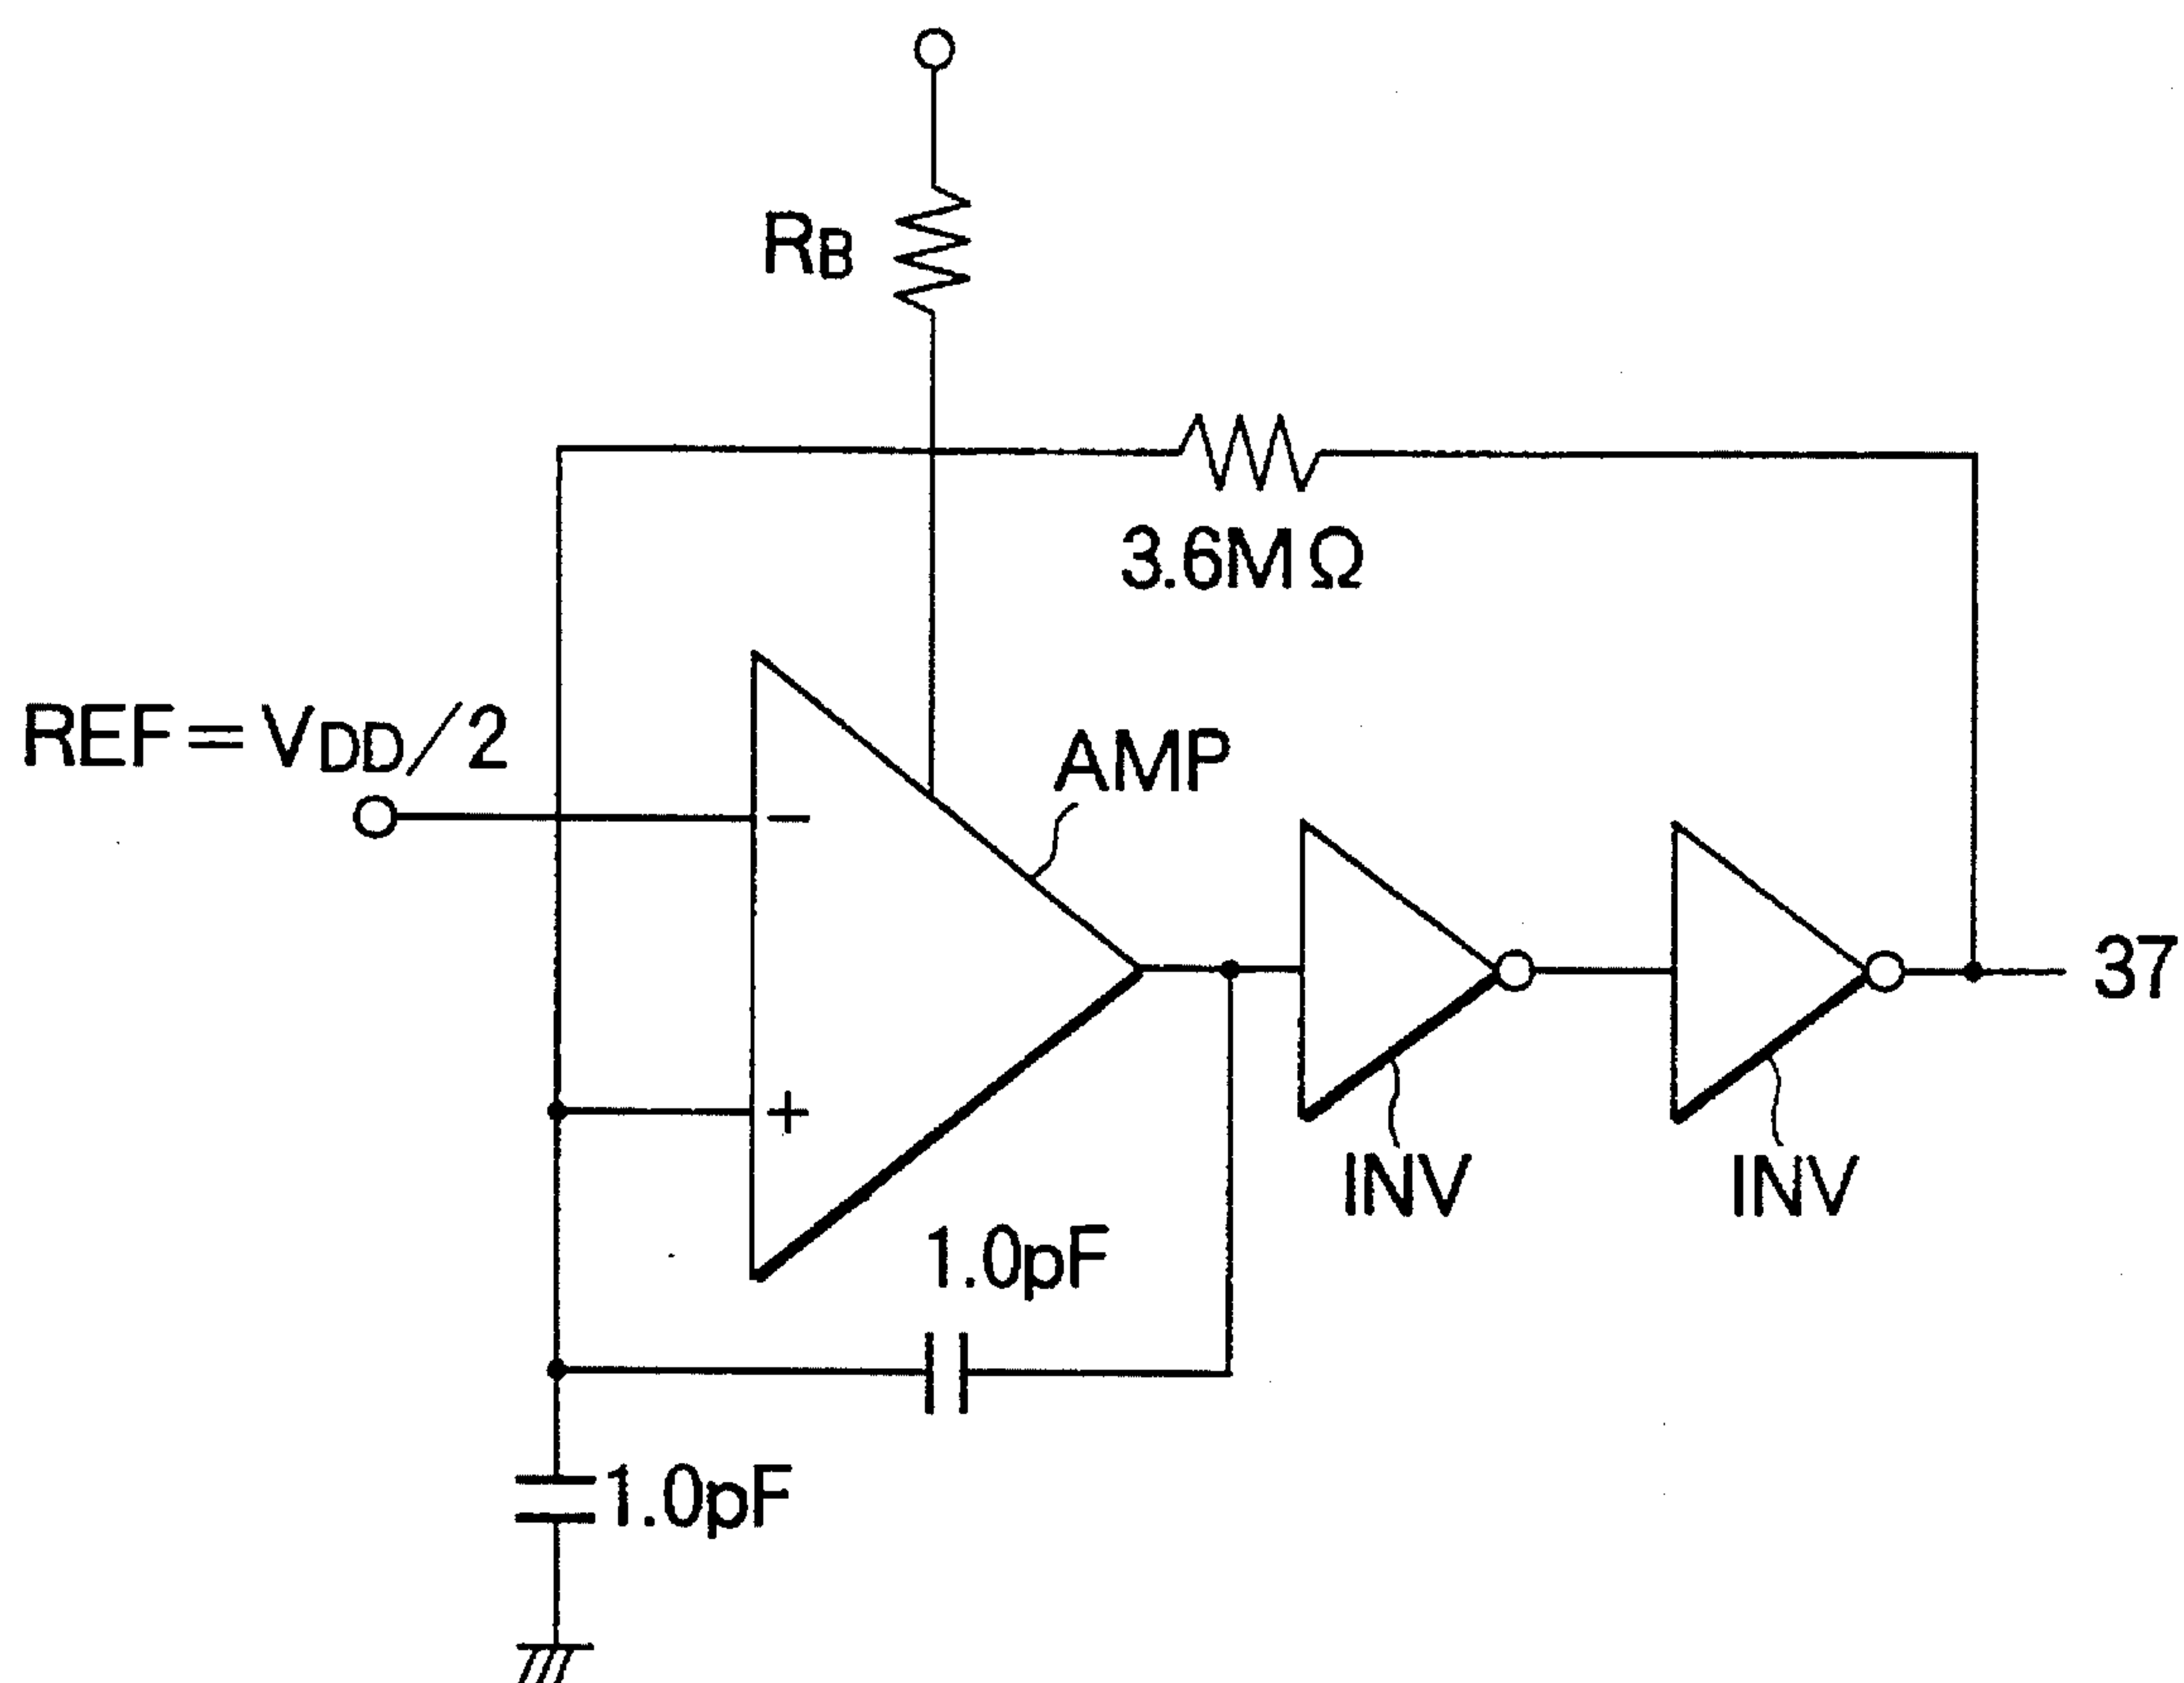 RB
3.6MΩ
REF=VDD/2
AMP
−
+
37
INV
INV
1.0pF
1.0pF